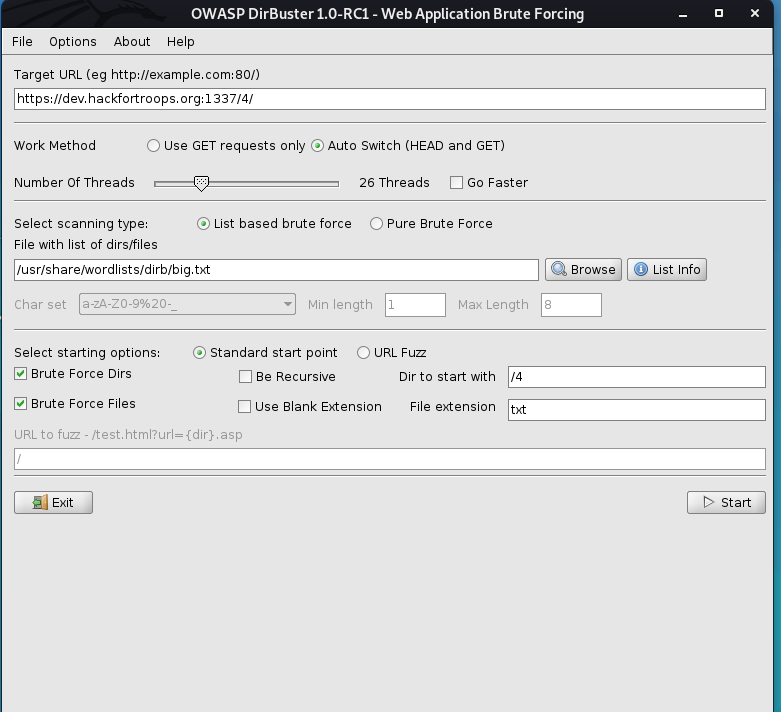 OWASP DirBuster 1.0-RC1 - Web Application Brute Forcing
File Options About Help
Target URL (eg http://example.com:80/)
https://dev.hackfortroops.org:1337/4/
Work Method Use GET requests only Auto Switch (HEAD and GET)
Number Of Threads 26 Threads Go Faster
Select scanning type: List based brute force Pure Brute Force
File with list of dirs/files
/usr/share/wordlists/dirb/big.txt Browse List Info
Char set a-zA-Z0-9%20-_ Min length 1 Max Length 8
Select starting options: Standard start point URL Fuzz
Brute Force Dirs Be Recursive Dir to start with /4
Brute Force Files Use Blank Extension File extension txt
URL to fuzz - /test.html?url={dir}.asp
/
Exit Start